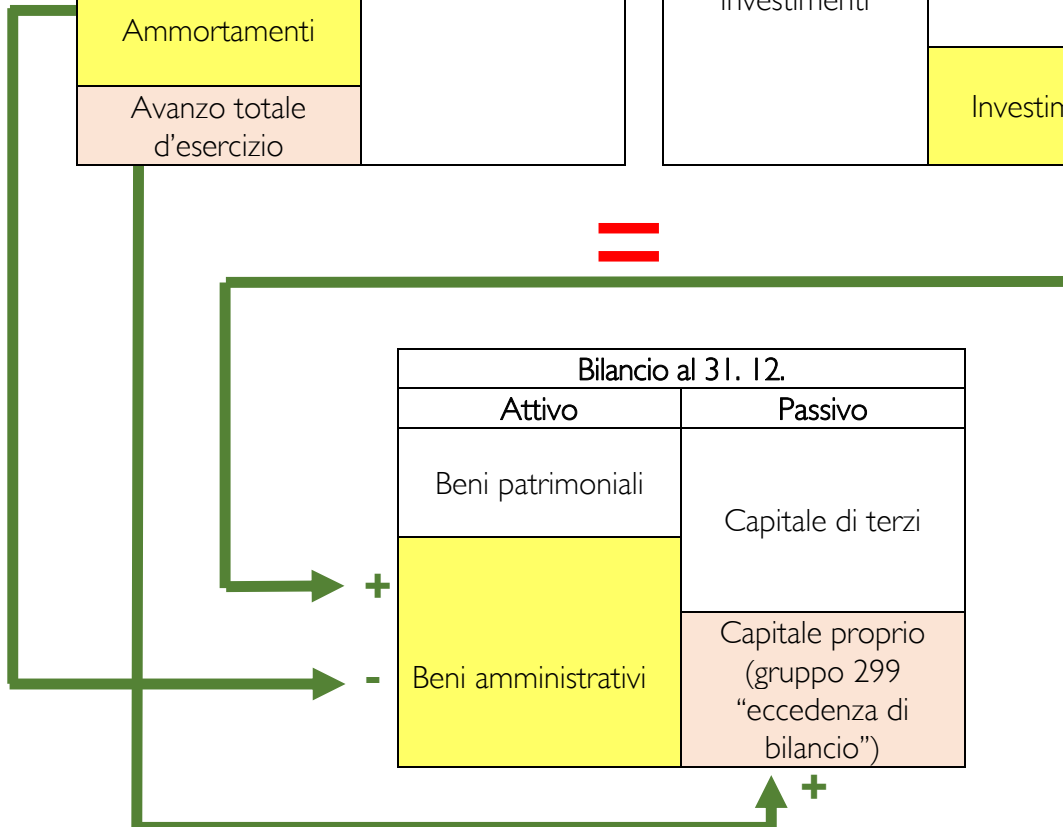 Investimenti
Ammortamenti
Avanzo totale
d'esercizio
=
Bilancio al 31. 12.
Attivo
Passivo
Beni patrimoniali
Capitale di terzi
+
Capitale proprio
(gruppo 299
“eccedenza di
bilancio”)
-
Beni amministrativi
+